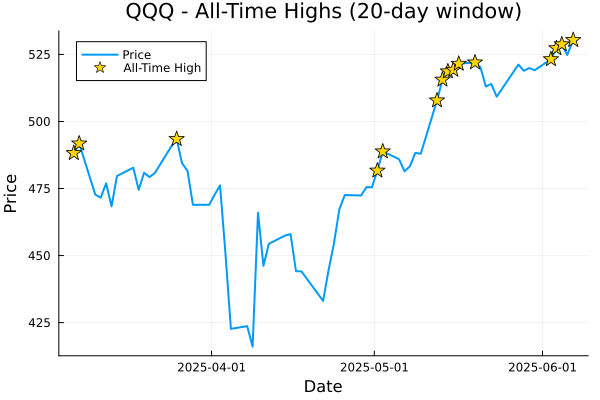 QQQ - All-Time Highs (20-day window)
Price
All-Time High
525
500
475
450
425
Price
2025-04-01
2025-05-01
2025-06-01
Date